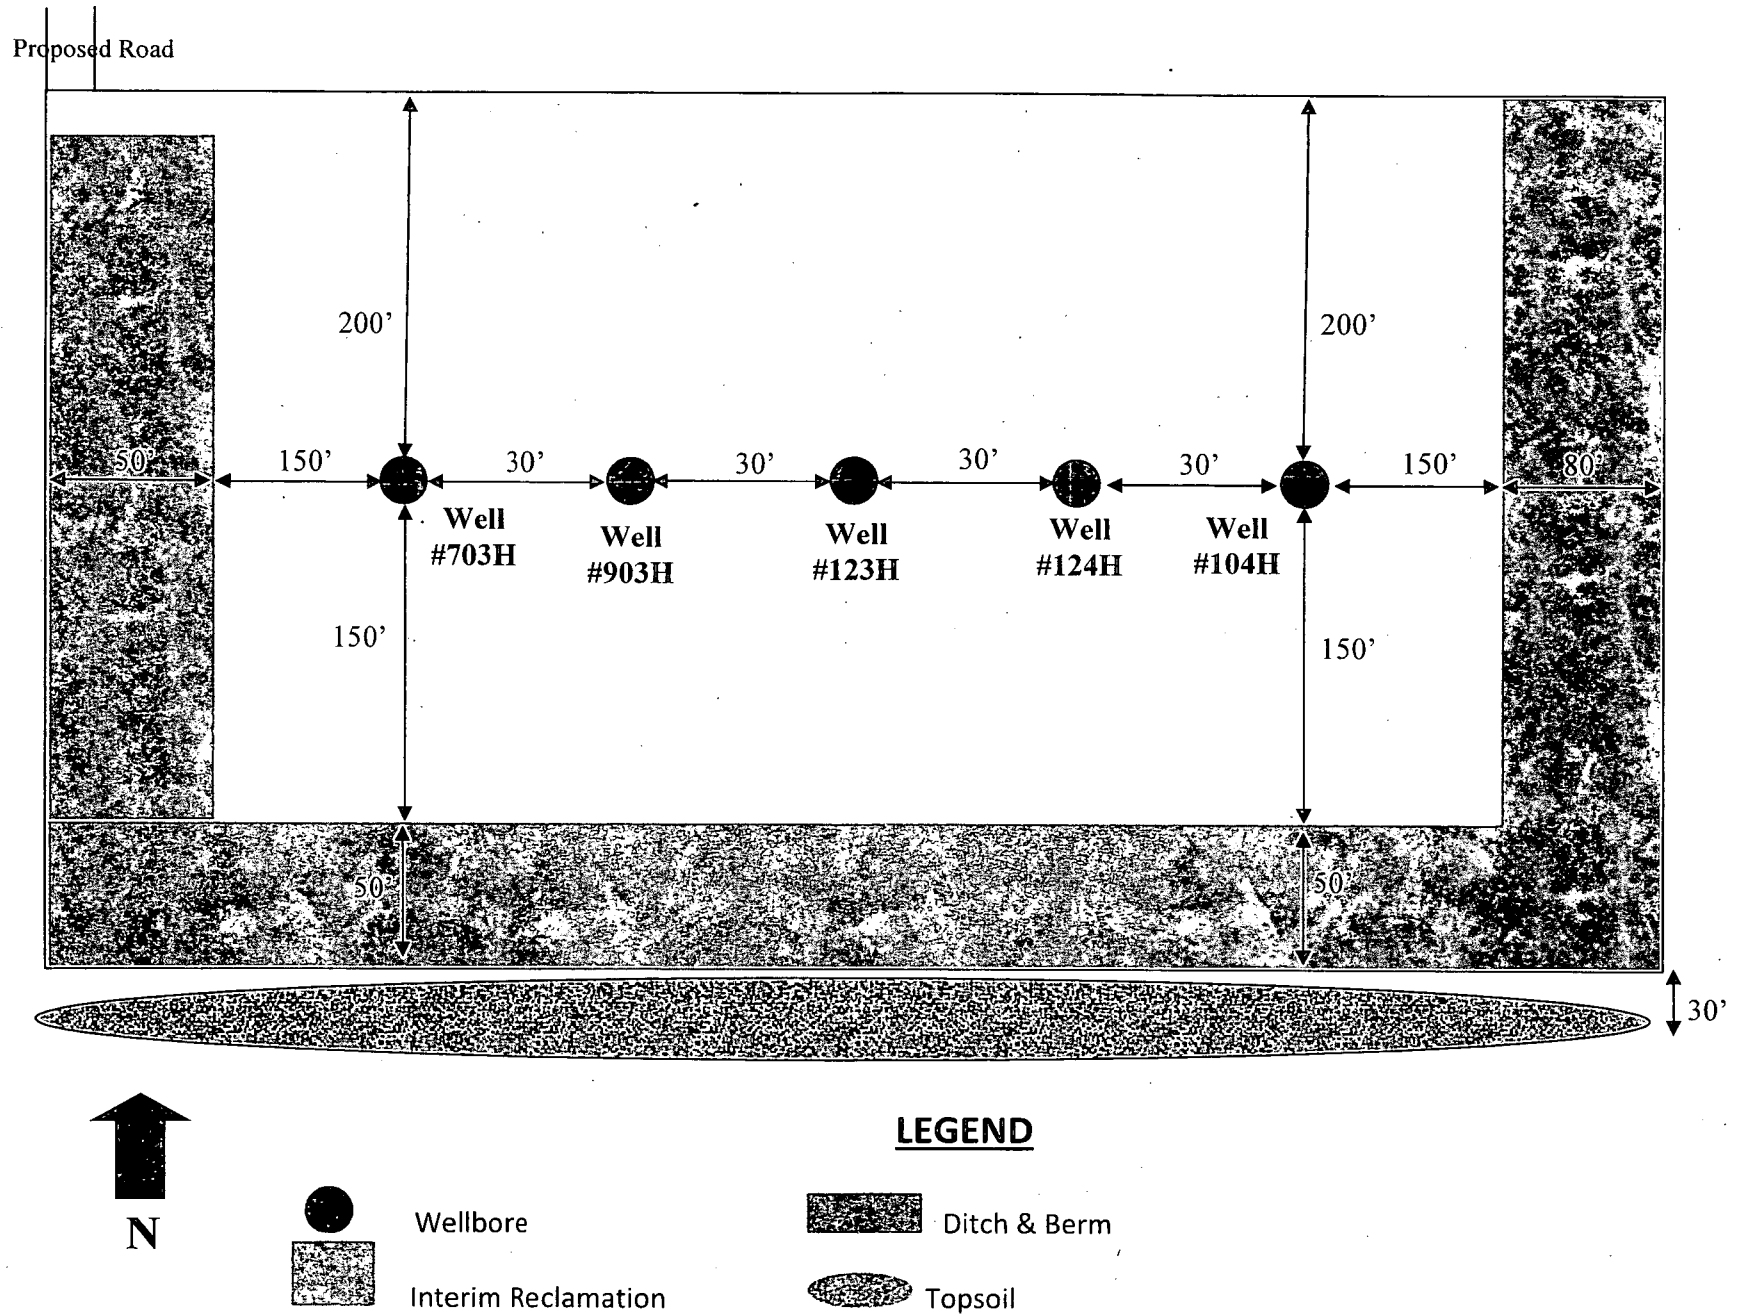 Proposed Road
200'
200'
50'
150'
30'
30'
30'
30'
150'
80'
Well
#703H
Well
#903H
Well
#123H
Well
#124H
Well
#104H
150'
150'
50'
50'
30'
N
LEGEND
Wellbore
Ditch & Berm
Interim Reclamation
Topsoil